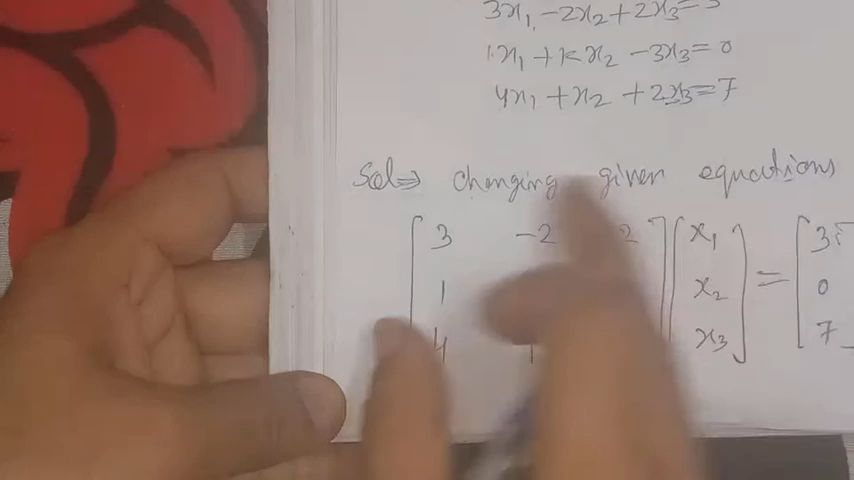 3x₁ - 2x₂ + 2x₃ = 3
1x₁ + kx₂ - 3x₃ = 0
4x₁ + x₂ + 2x₃ = 7
Sol ⇒ changing given equations
3 -2 2 x₁ 3
1 x₂ = 0
4 1 x₃ 7